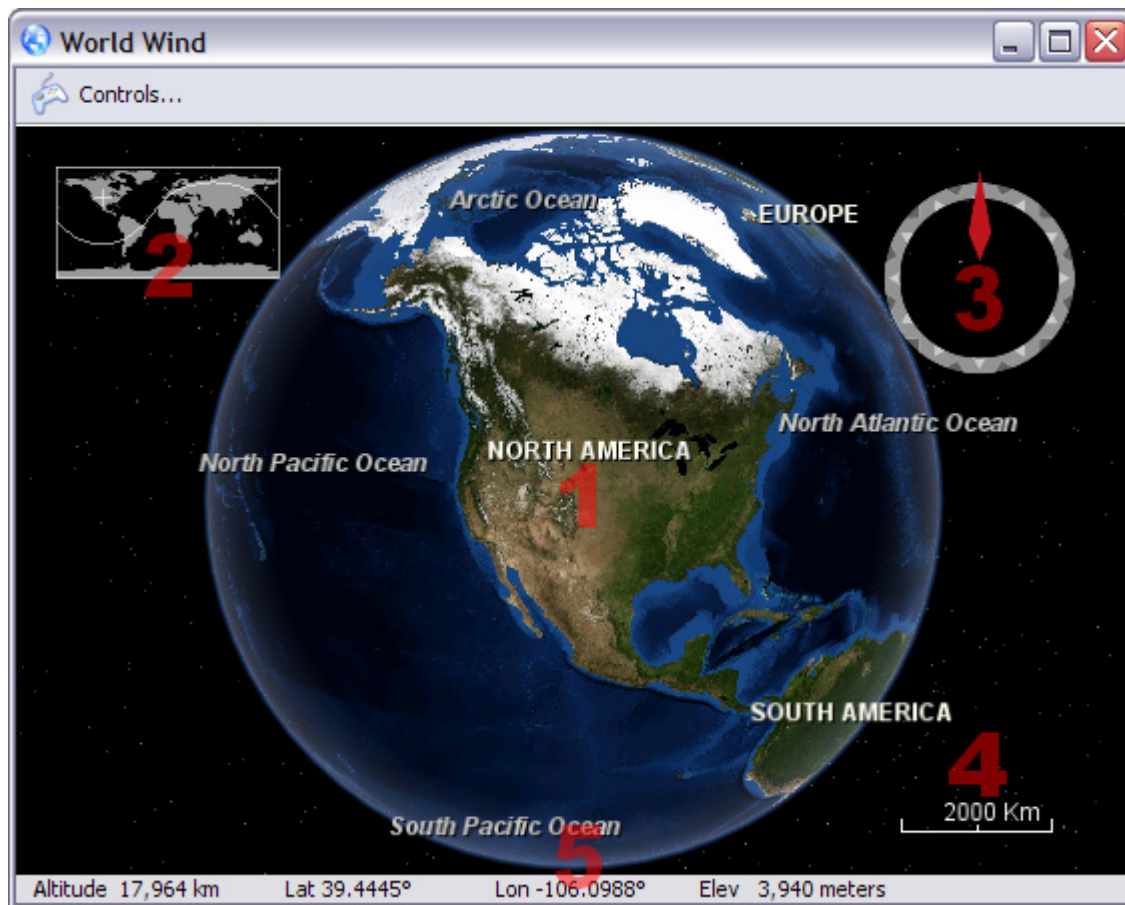 World Wind
Controls...
Arctic Ocean
EUROPE
2
3
North Atlantic Ocean
NORTH AMERICA
North Pacific Ocean
1
SOUTH AMERICA
4
2000 Km
South Pacific Ocean
5
Altitude 17,964 km Lat 39.4445° Lon -106.0988° Elev 3,940 meters